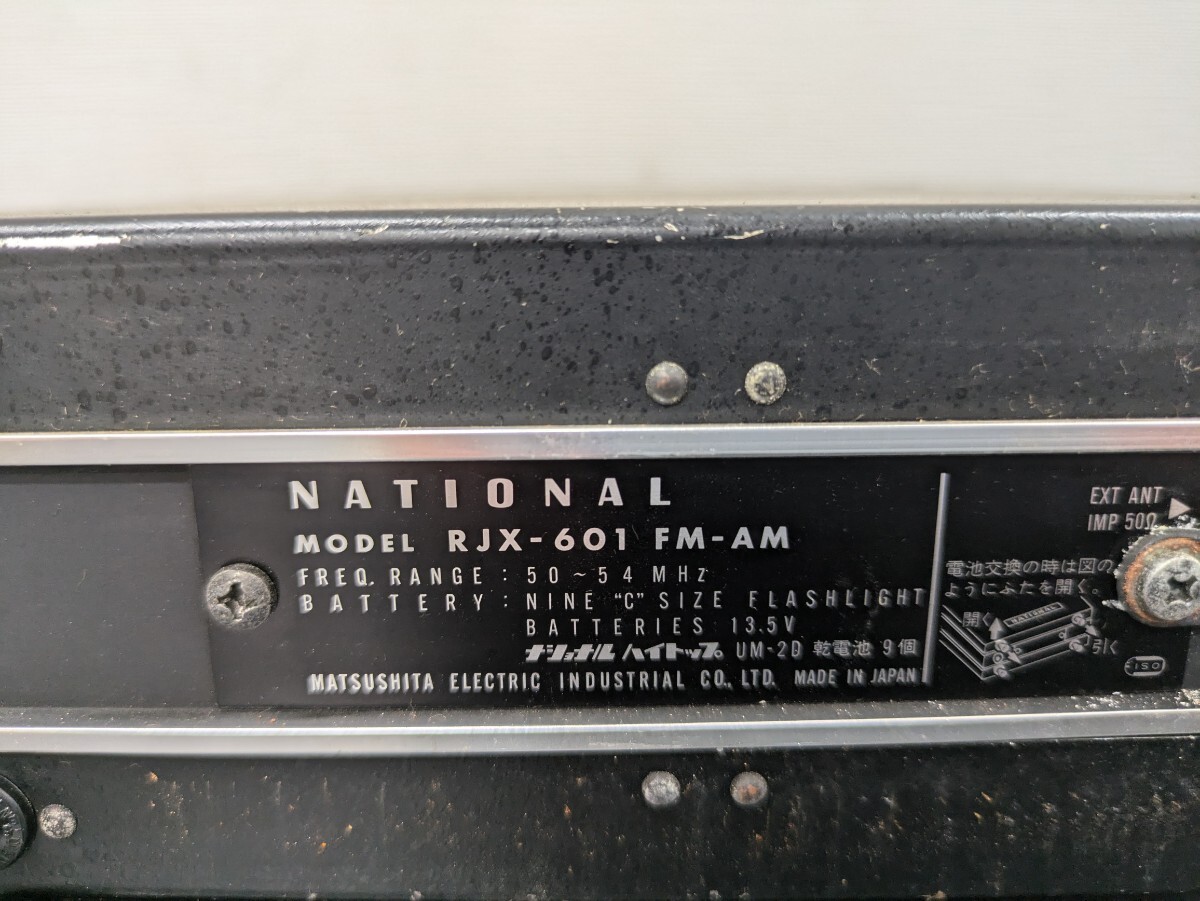 NATIONAL
MODEL RJX-601 FM-AM
FREQ. RANGE : 50 ~ 54 MHz
BATTERY : NINE "C" SIZE FLASHLIGHT
BATTERIES 13.5V
ナショナル ハイトップ UM-2D 乾電池 9個
MATSUSHITA ELECTRIC INDUSTRIAL CO., LTD. MADE IN JAPAN
EXT ANT
IMP 50Ω
電池交換の時は図の
ようにふたを開く。
開く
NATIONAL
引く
ISO